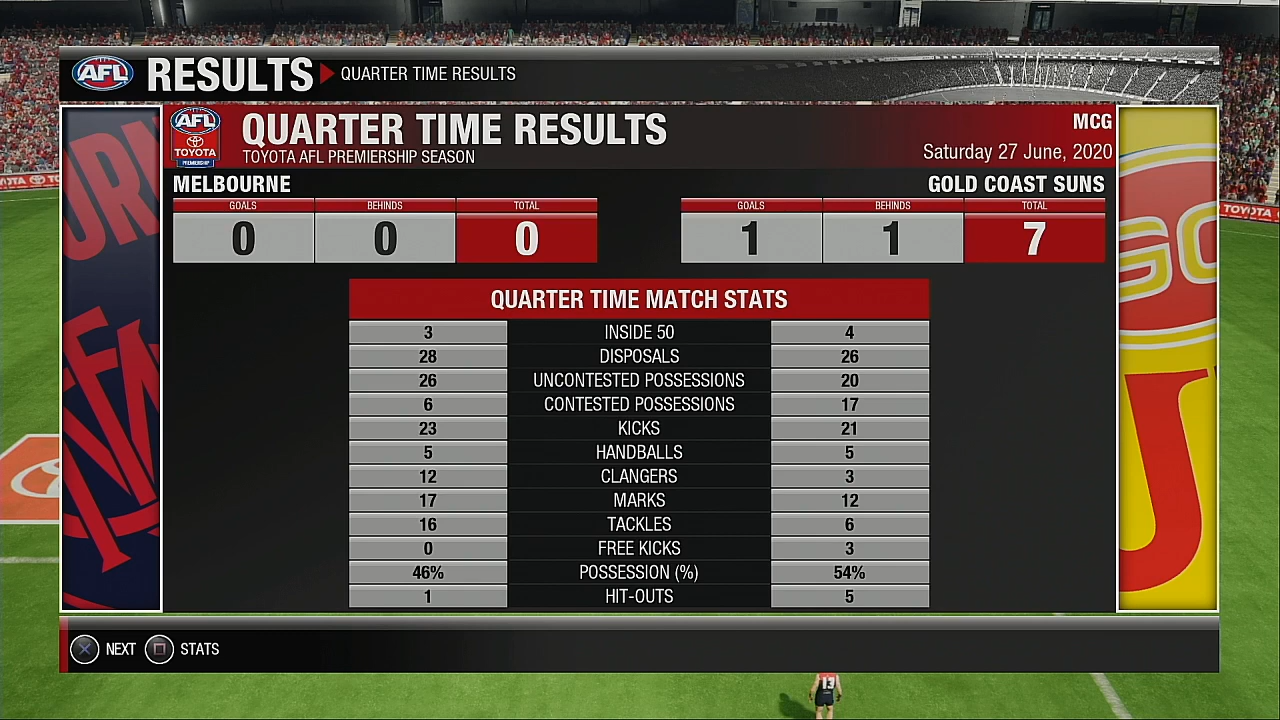 AFL RESULTS QUARTER TIME RESULTS
AFL TOYOTA PREMIERSHIP
QUARTER TIME RESULTS
MCG
TOYOTA AFL PREMIERSHIP SEASON
Saturday 27 June, 2020
MELBOURNE
GOLD COAST SUNS
GOALS BEHINDS TOTAL
GOALS BEHINDS TOTAL
0 0 0
1 1 7
QUARTER TIME MATCH STATS
3 INSIDE 50 4
28 DISPOSALS 26
26 UNCONTESTED POSSESSIONS 20
6 CONTESTED POSSESSIONS 17
23 KICKS 21
5 HANDBALLS 5
12 CLANGERS 3
17 MARKS 12
16 TACKLES 6
0 FREE KICKS 3
46% POSSESSION (%) 54%
1 HIT-OUTS 5
NEXT STATS
13
TOYOTA